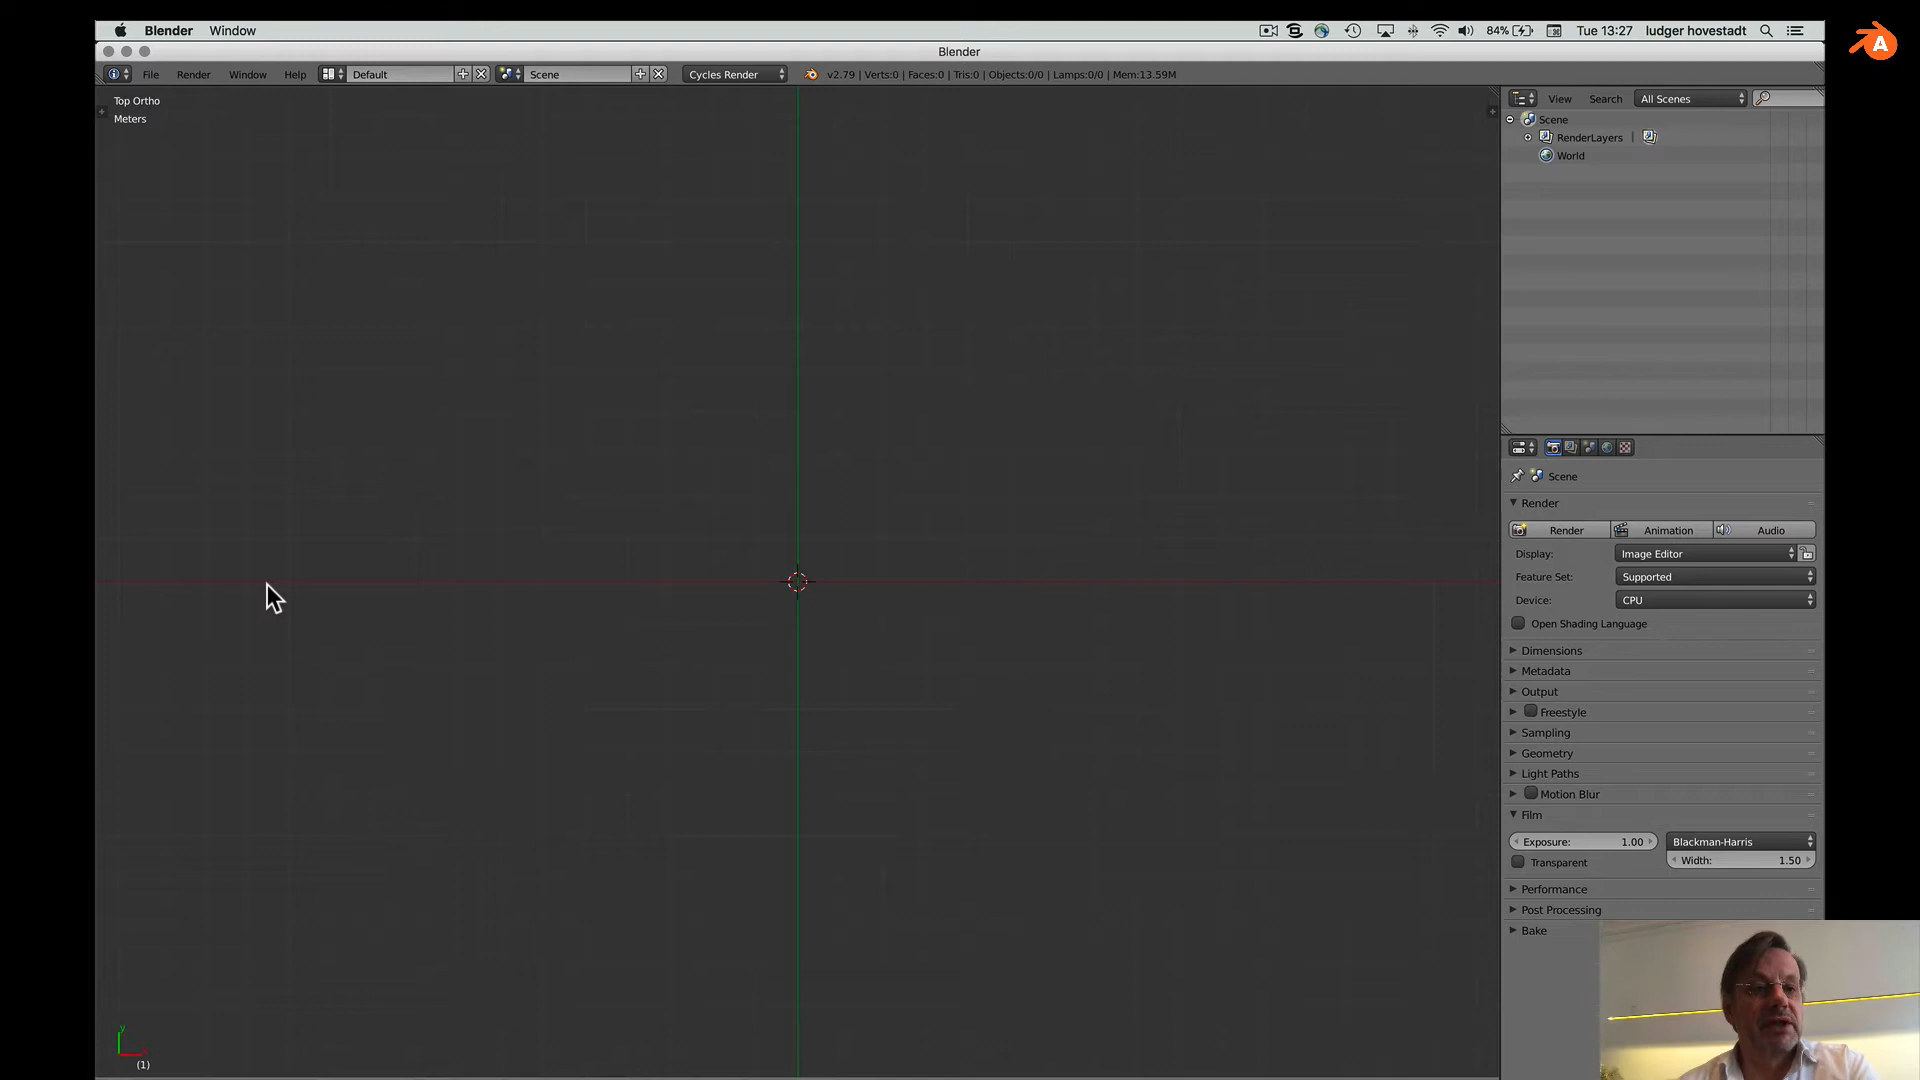 Blender Window 84% Tue 13:27 ludger hovestadt
Blender
File Render Window Help Default Scene Cycles Render v2.79 | Verts:0 | Faces:0 | Tris:0 | Objects:0/0 | Lamps:0/0 | Mem:13.59M
A
Top Ortho
Meters
View Search All Scenes
Scene
RenderLayers |
World
Scene
Render
Render Animation Audio
Display: Image Editor
Feature Set: Supported
Device: CPU
Open Shading Language
Dimensions
Metadata
Output
Freestyle
Sampling
Geometry
Light Paths
Motion Blur
Film
Exposure: 1.00 Blackman-Harris
Transparent Width: 1.50
Performance
Post Processing
Bake
y
x
(1)